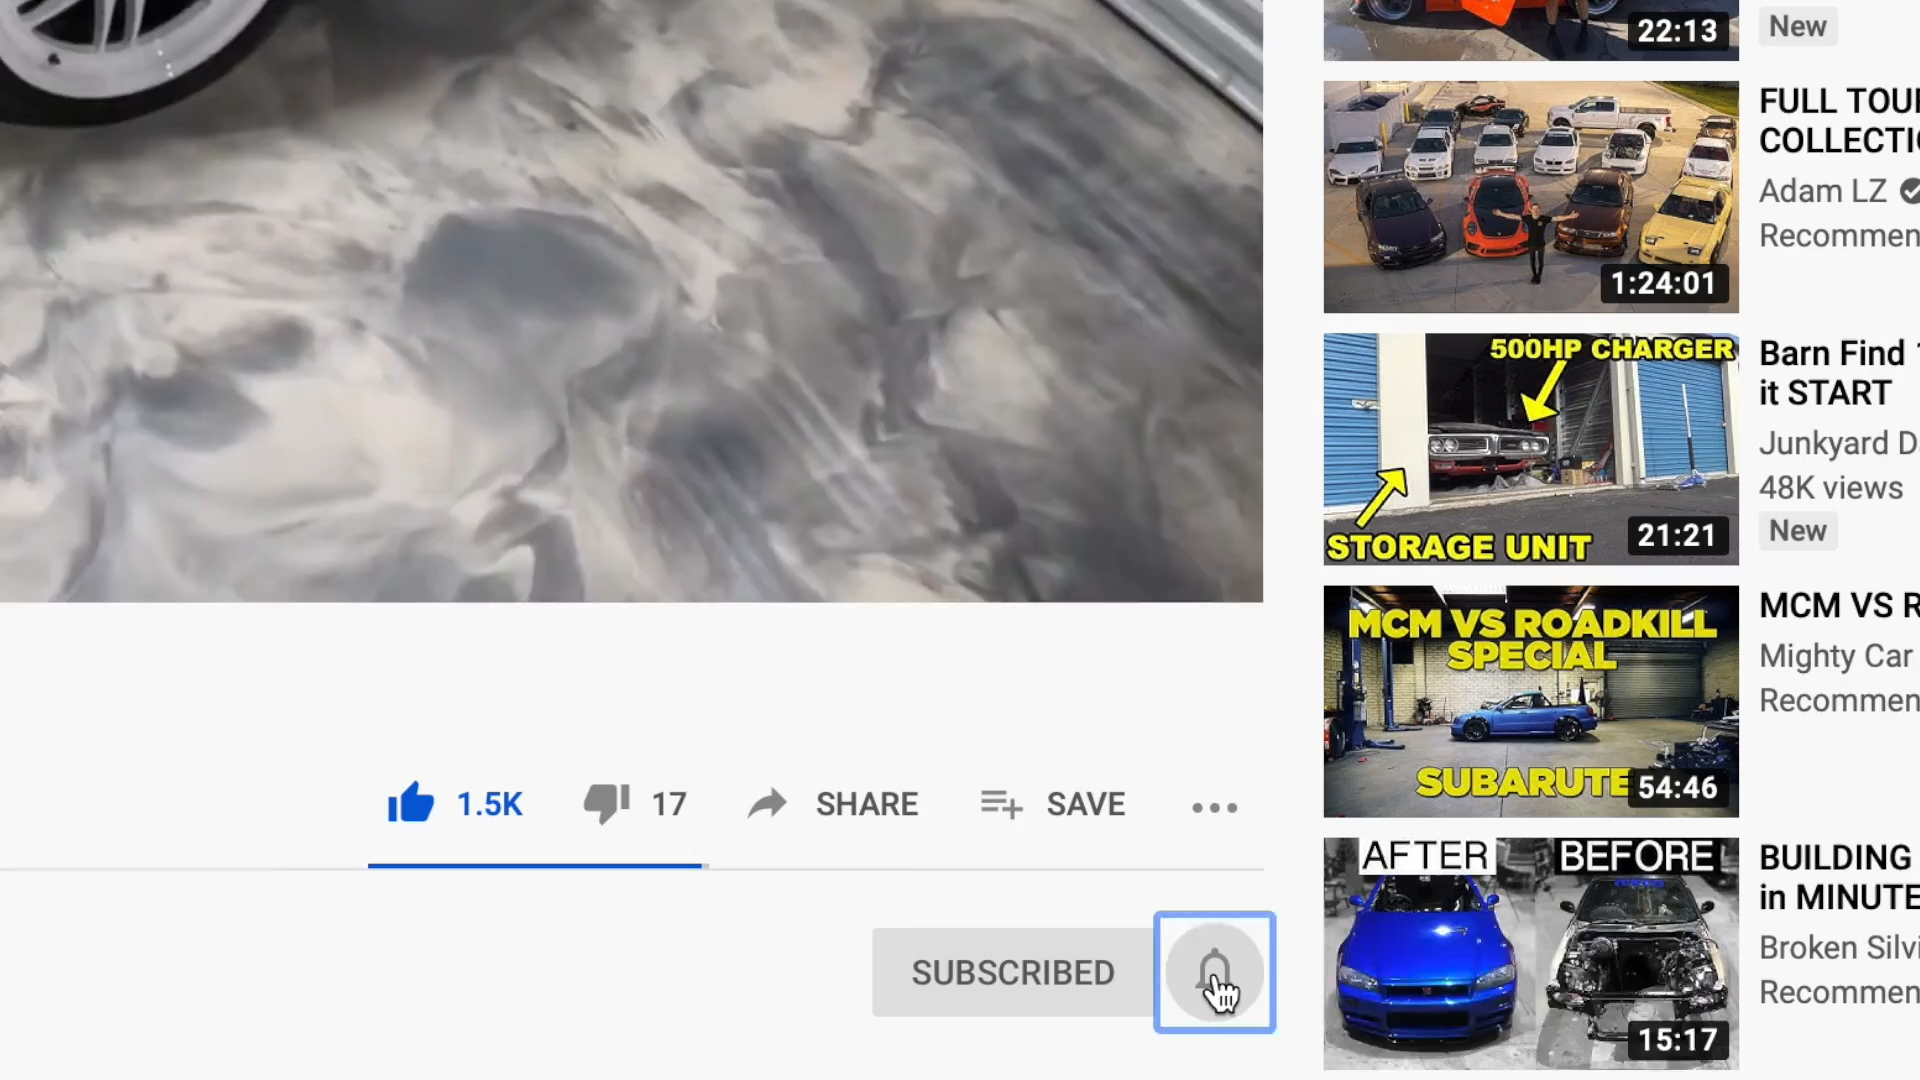 22:13
New
1:24:01
FULL TOU
COLLECTI
Adam LZ
Recommen
500HP CHARGER
STORAGE UNIT
21:21
Barn Find
it START
Junkyard D
48K views
New
MCM VS ROADKILL
SPECIAL
SUBARUTE
54:46
MCM VS R
Mighty Car
Recommen
1.5K
17
SHARE
SAVE
SUBSCRIBED
AFTER
BEFORE
15:17
BUILDING
in MINUTE
Broken Silvi
Recommen